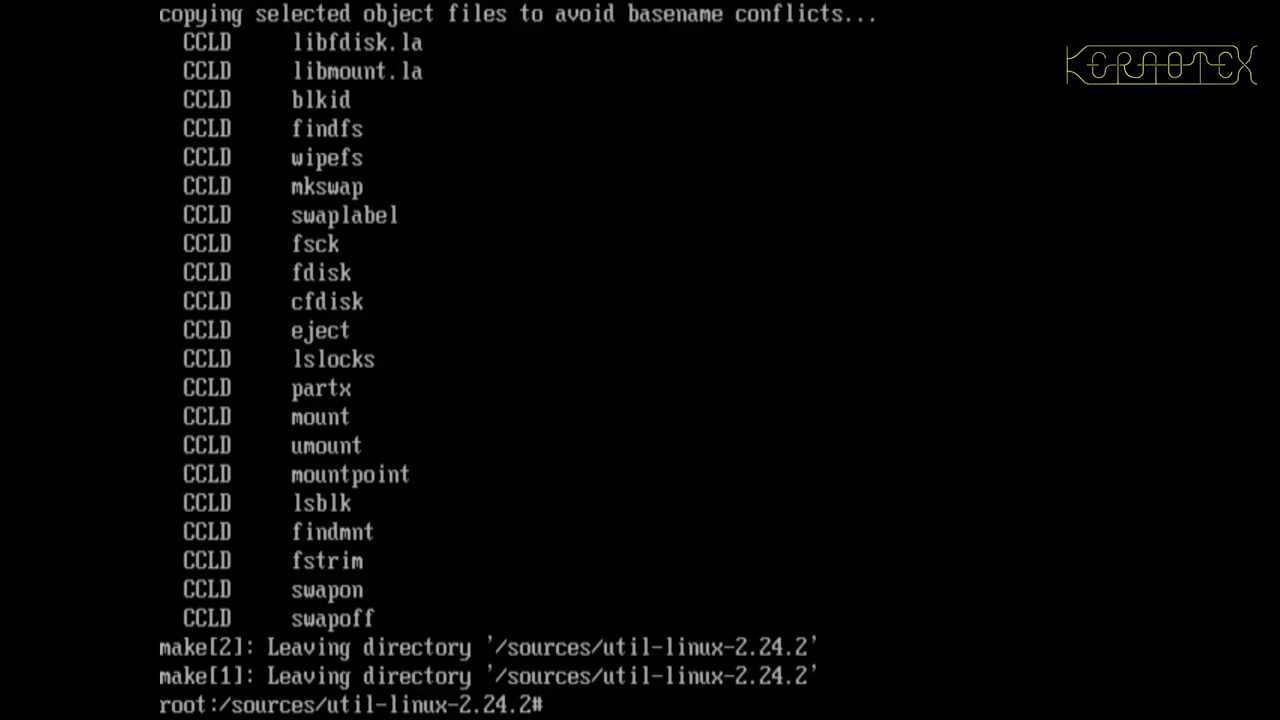 copying selected object files to avoid basename conflicts...
CCLD libfdisk.la
CCLD libmount.la
CCLD blkid
CCLD findfs
CCLD wipefs
CCLD mkswap
CCLD swaplabel
CCLD fsck
CCLD fdisk
CCLD cfdisk
CCLD eject
CCLD lslocks
CCLD partx
CCLD mount
CCLD umount
CCLD mountpoint
CCLD lsblk
CCLD findmnt
CCLD fstrim
CCLD swapon
CCLD swapoff
make[2]: Leaving directory '/sources/util-linux-2.24.2'
make[1]: Leaving directory '/sources/util-linux-2.24.2'
root:/sources/util-linux-2.24.2#
KERNOTEX